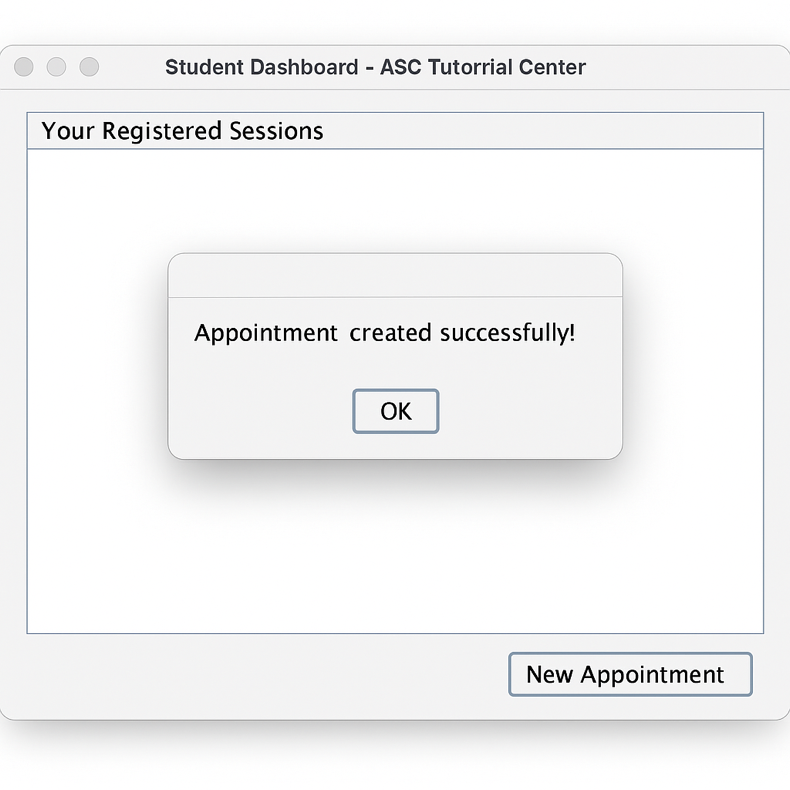 Student Dashboard - ASC Tutorrial Center
Your Registered Sessions
Appointment created successfully!
OK
New Appointment